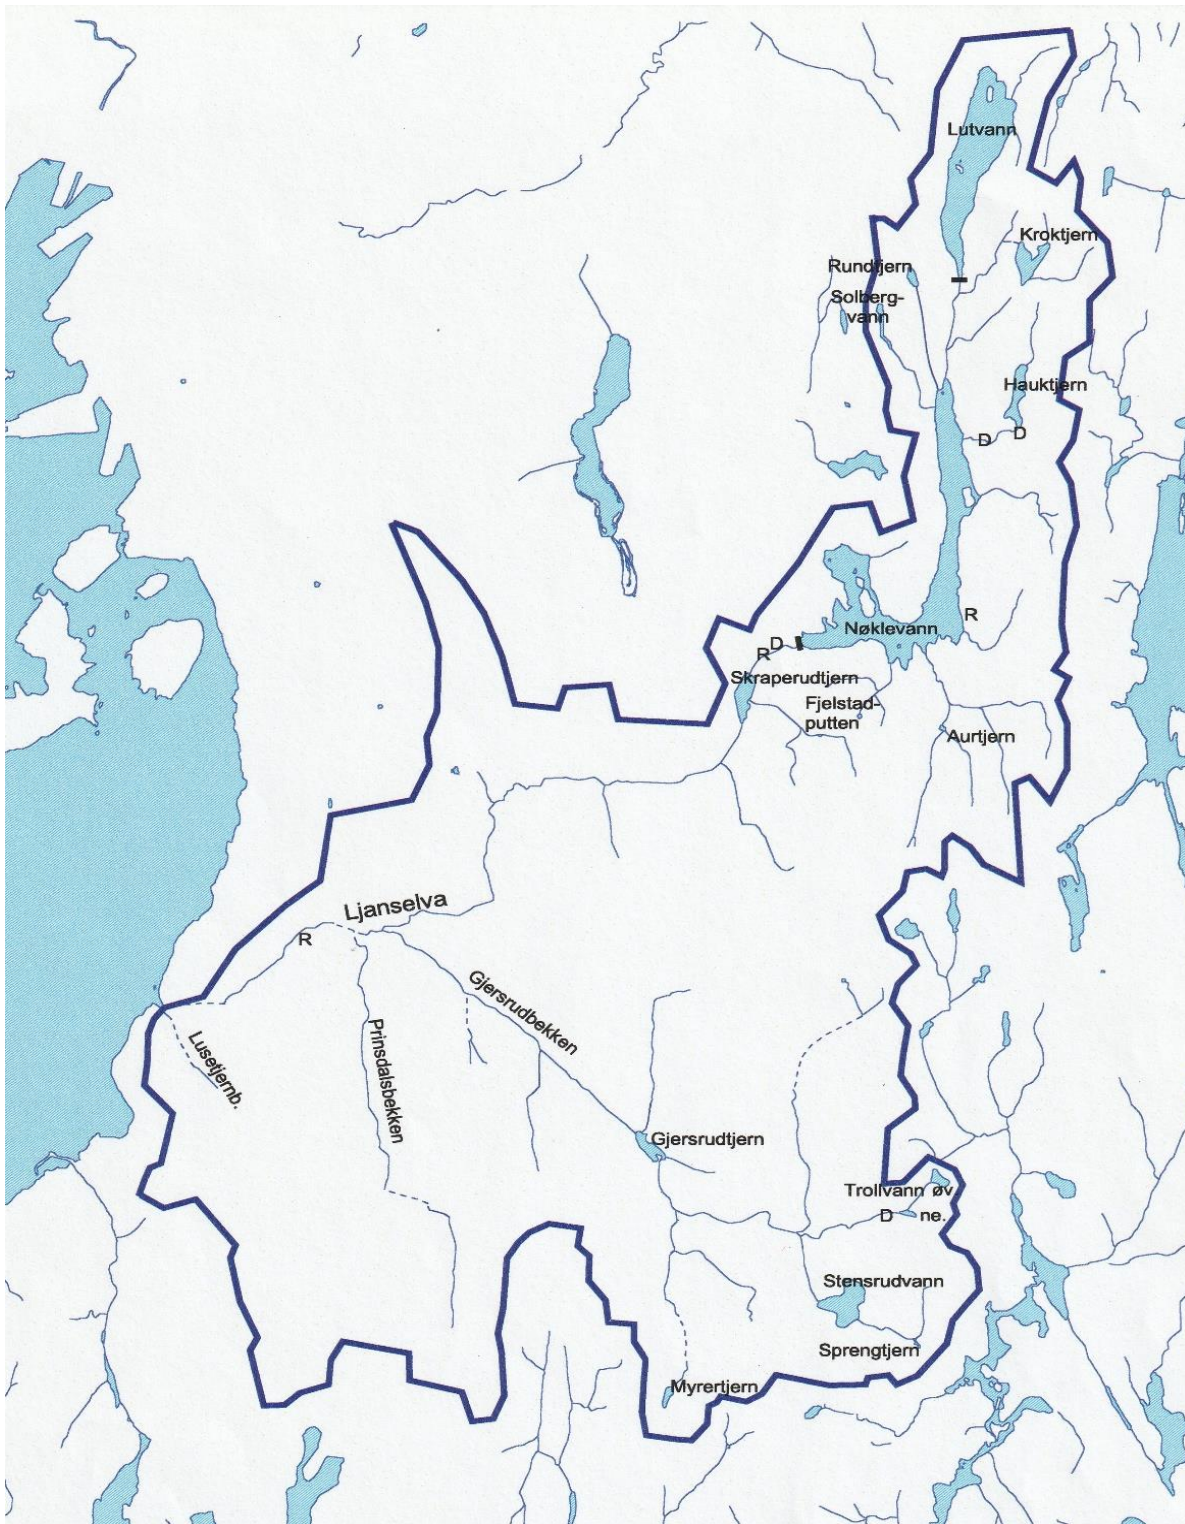 Lutvann
Kroktjern
Rundtjern
Solberg-
vann
Hauktjern
D
D
R
Nøklevann
D
R
Skraperudtjern
Fjelstad-
putten
Aurtjern
Ljanselva
R
Gjersrudbekken
Prinsdalsbekken
Lusetjernb.
Gjersrudtjern
Trollvann øv.
D ne.
Stensrudvann
Sprengtjern
Myrertjern